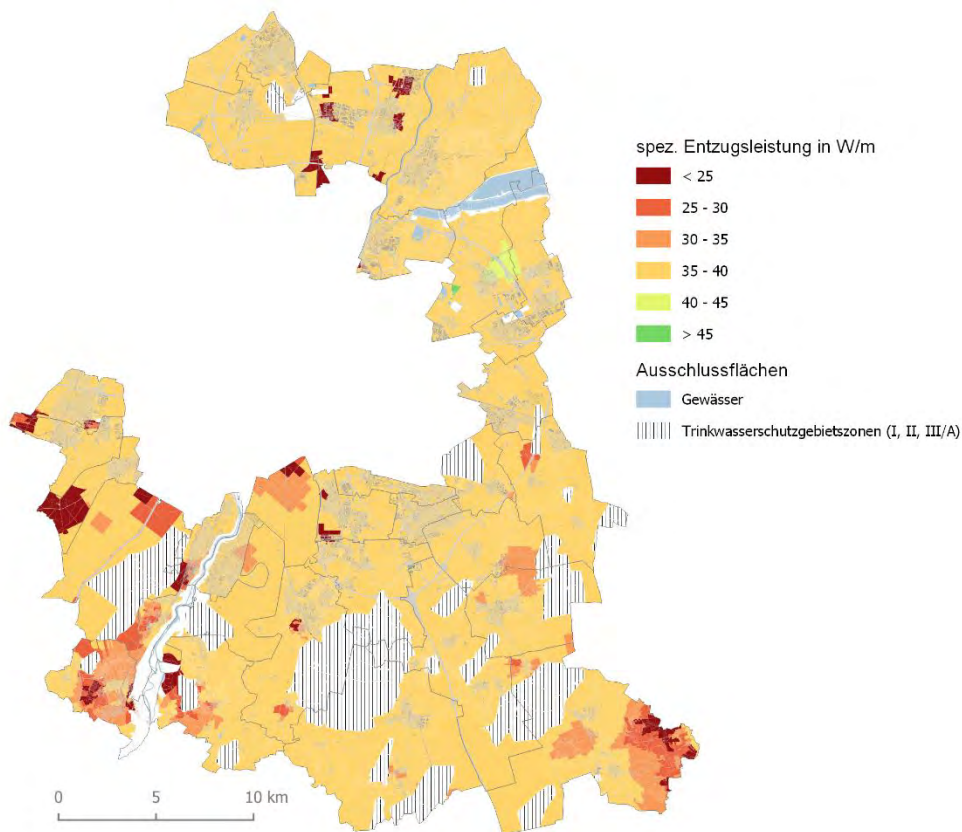 spez. Entzugsleistung in W/m
< 25
25 - 30
30 - 35
35 - 40
40 - 45
> 45
Ausschlussflächen
Gewässer
Trinkwasserschutzgebietszonen (I, II, III/A)
0 5 10 km